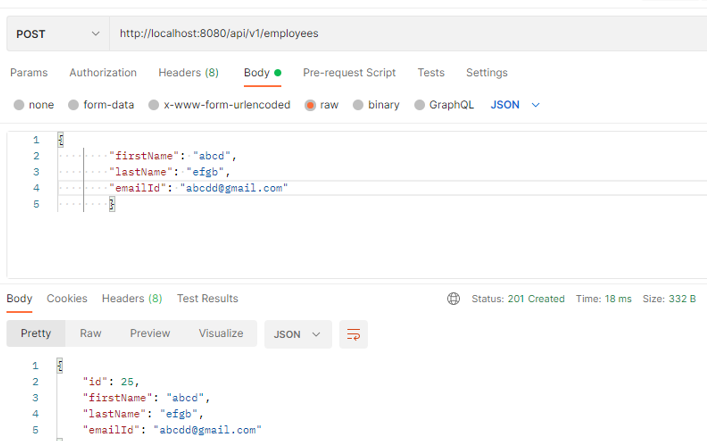 POST http://localhost:8080/api/v1/employees
Params Authorization Headers (8) Body Pre-request Script Tests Settings
none form-data x-www-form-urlencoded raw binary GraphQL JSON
1 {
2 "firstName": "abcd",
3 "lastName": "efgb",
4 "emailId": "abcdd@gmail.com"
5 }
Body Cookies Headers (8) Test Results Status: 201 Created Time: 18 ms Size: 332 B
Pretty Raw Preview Visualize JSON
1 {
2 "id": 25,
3 "firstName": "abcd",
4 "lastName": "efgb",
5 "emailId": "abcdd@gmail.com"